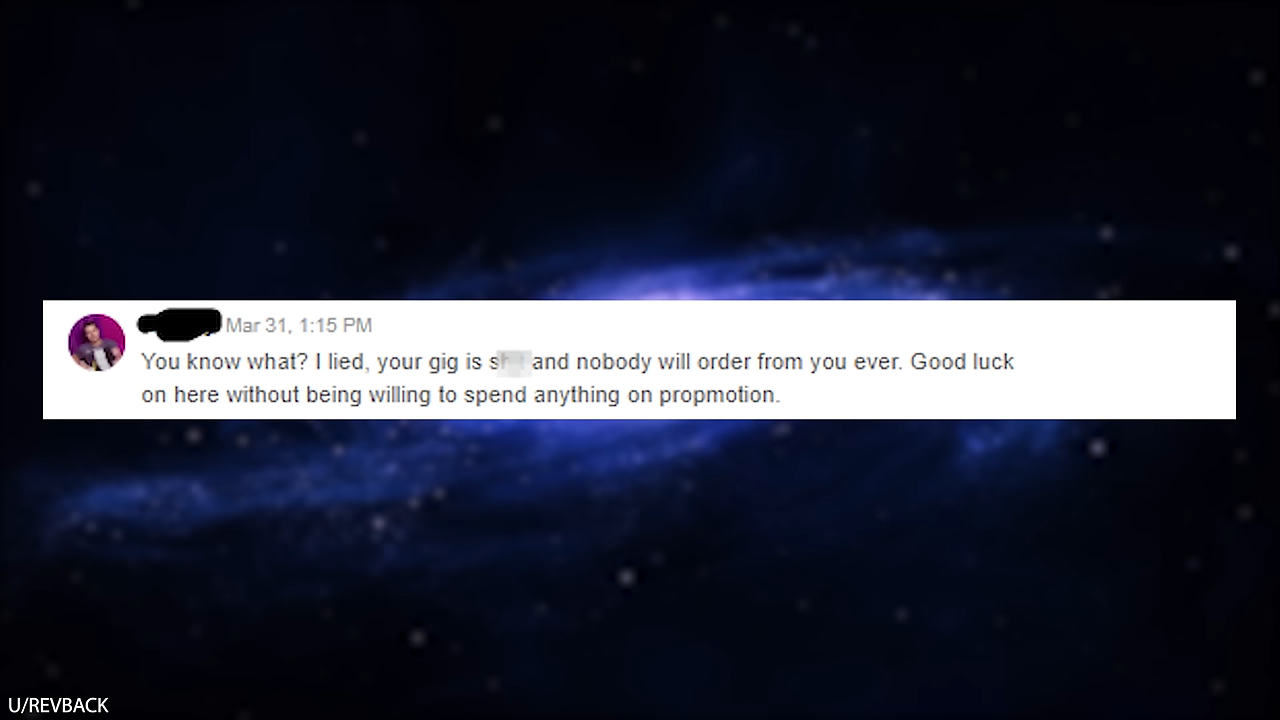 Mar 31, 1:15 PM
You know what? I lied, your gig is and nobody will order from you ever. Good luck
on here without being willing to spend anything on propmotion.
U/REVBACK